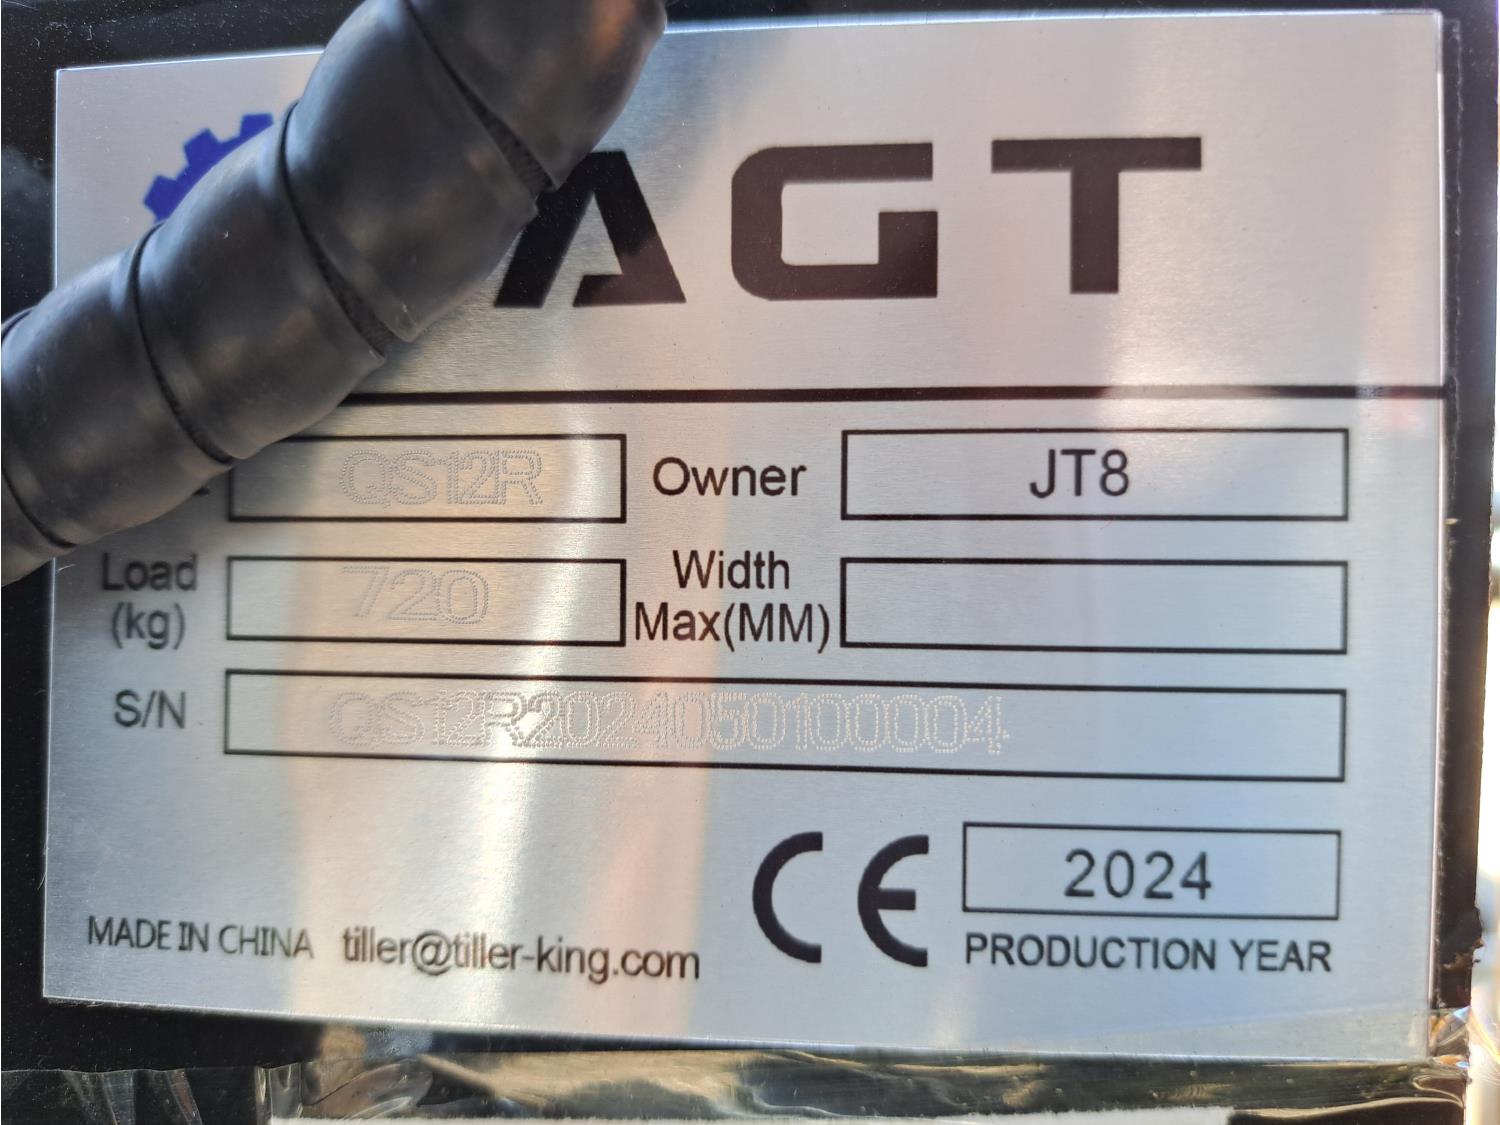 AGT
QS12R Owner JT8
Load (kg) 720 Width Max(MM)
S/N QS12R2024050100004
CE 2024
MADE IN CHINA tiller@tiller-king.com PRODUCTION YEAR